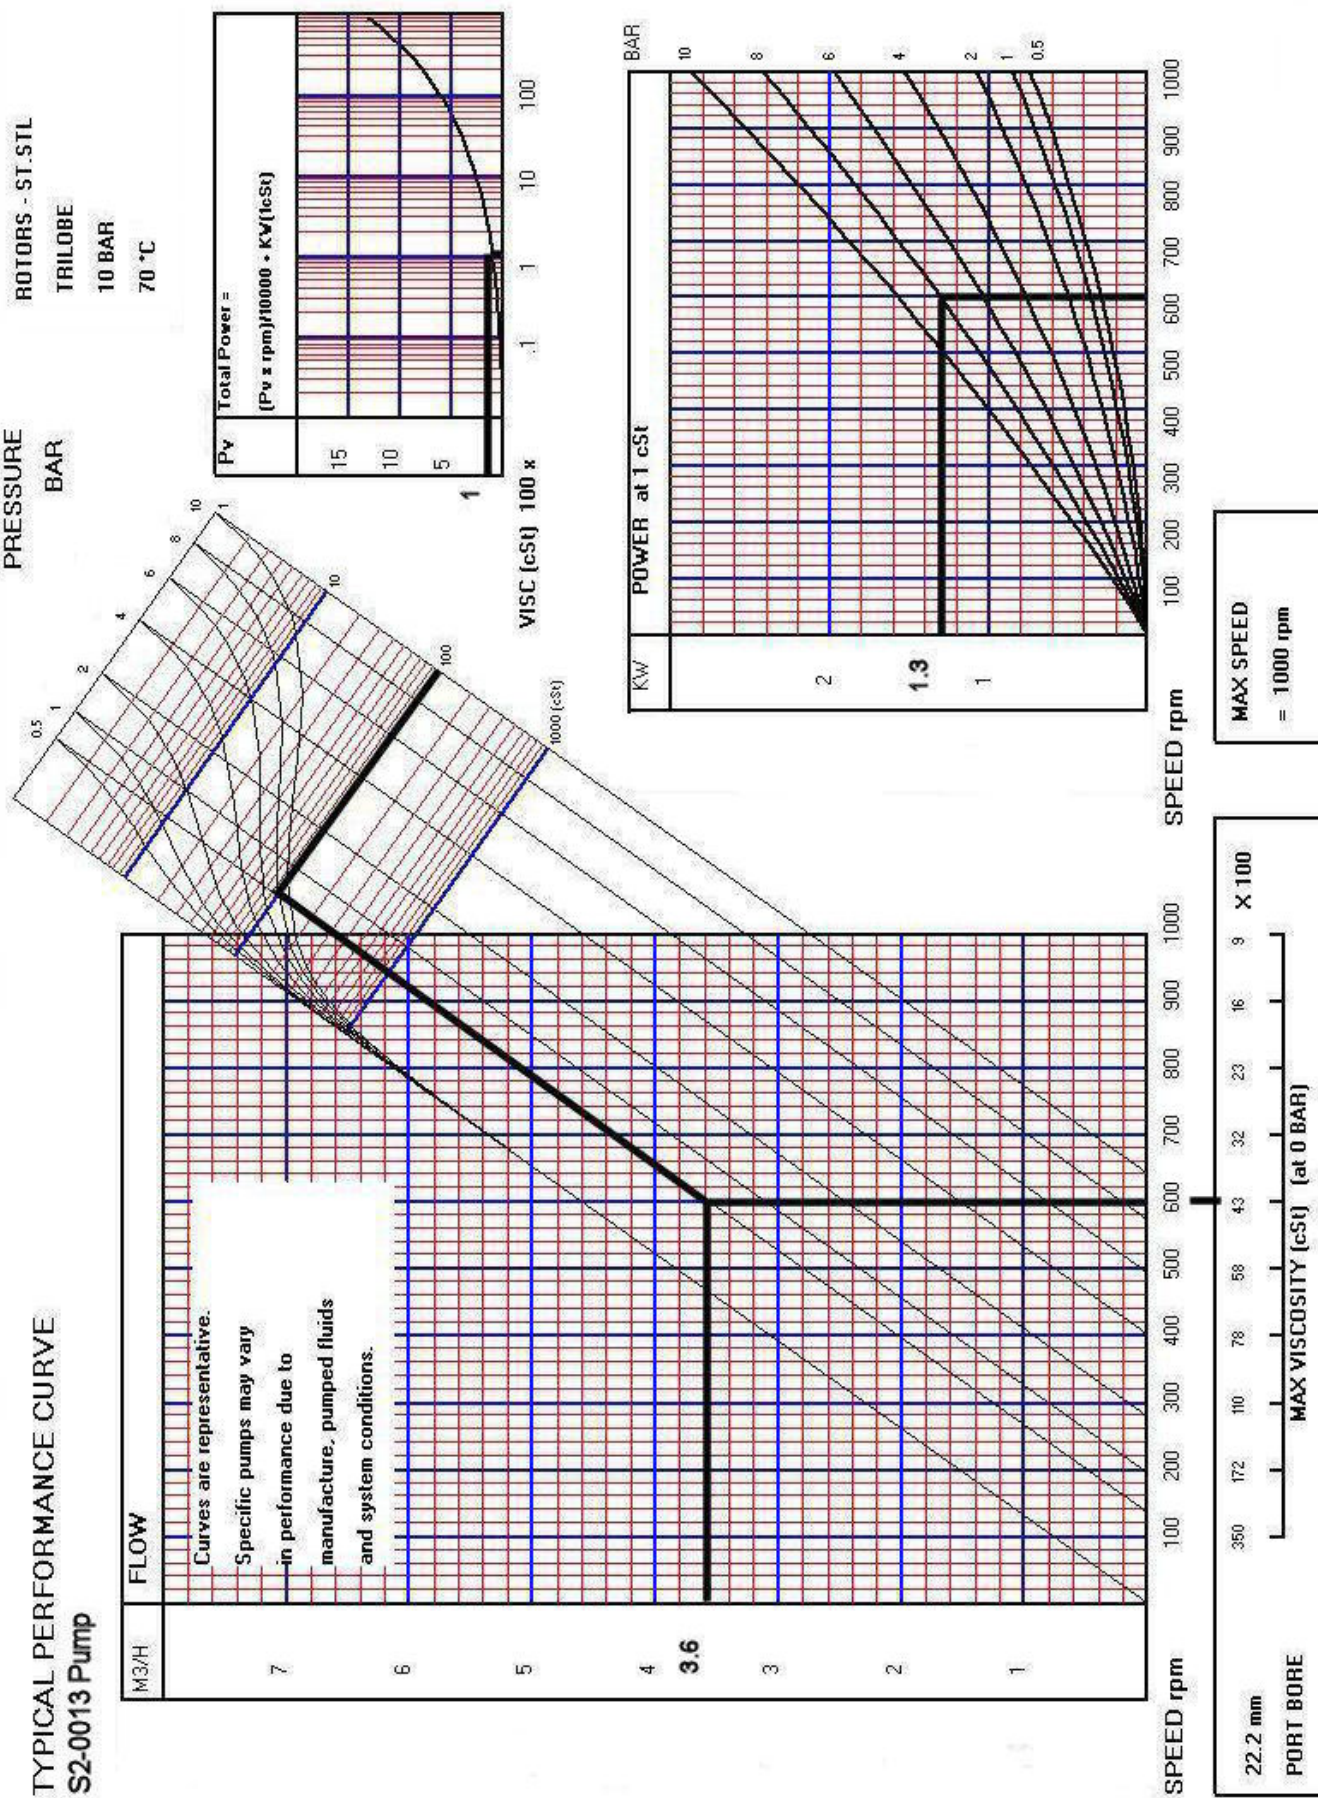 TYPICAL PERFORMANCE CURVE
S2-0013 Pump
PRESSURE
BAR
ROTORS - ST.STL
TRILOBE
10 BAR
70 °C
M3/H
FLOW
7
6
5
4
3.6
3
2
1
Curves are representative.
Specific pumps may vary
in performance due to
manufacture, pumped fluids
and system conditions.
0.5
1
2
4
6
8
10
1
10
100
1000 (cSt)
SPEED rpm
100
200
300
400
500
600
700
800
900
1000
22.2 mm
PORT BORE
350
172
110
78
58
43
32
23
16
9
X 100
MAX VISCOSITY (cSt) (at 0 BAR)
Pv
Total Power =
(Pv x rpm)/10000 + KW(1cSt)
15
10
5
1
VISC (cSt) 100 x
.1
1
10
100
KW
POWER at 1 cSt
BAR
10
8
6
4
2
1
0.5
2
1.3
1
SPEED rpm
100
200
300
400
500
600
700
800
900
1000
MAX SPEED
= 1000 rpm